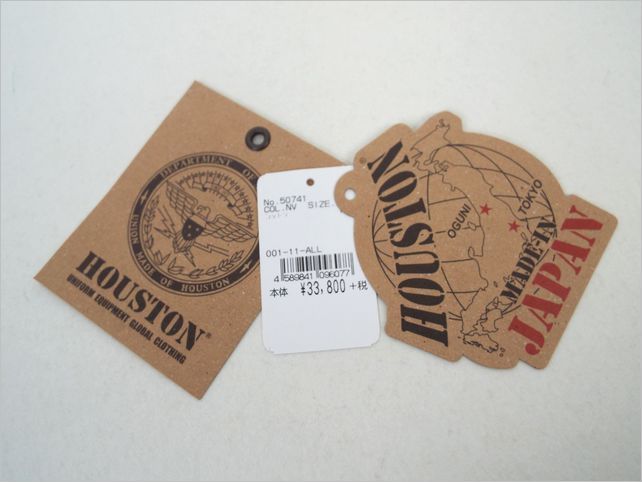 DEPARTMENT OF
UNION MADE OF HOUSTON
HOUSTON®
UNIFORM EQUIPMENT GLOBAL CLOTHING
No.50741
COL.NV SIZE.
001-11-ALL
4 589841 096077
本体 ¥33,800 +税
HOUSTON
OGUNI
TOKYO
MADE-IN
JAPAN